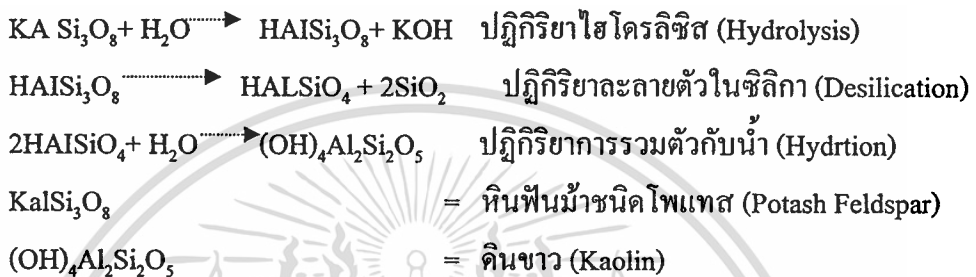 KA Si₃O₈+ H₂O ⟶ HAISi₃O₈+ KOH ปฏิกิริยาไฮโดรลิซิส (Hydrolysis)
HAISi₃O₈ ⟶ HALSiO₄ + 2SiO₂ ปฏิกิริยาละลายตัวในซิลิกา (Desilication)
2HAISiO₄+ H₂O ⟶ (OH)₄Al₂Si₂O₅ ปฏิกิริยาการรวมตัวกับน้ำ (Hydrtion)
KalSi₃O₈ = หินฟันม้าชนิดโพแทส (Potash Feldspar)
(OH)₄Al₂Si₂O₅ = ดินขาว (Kaolin)